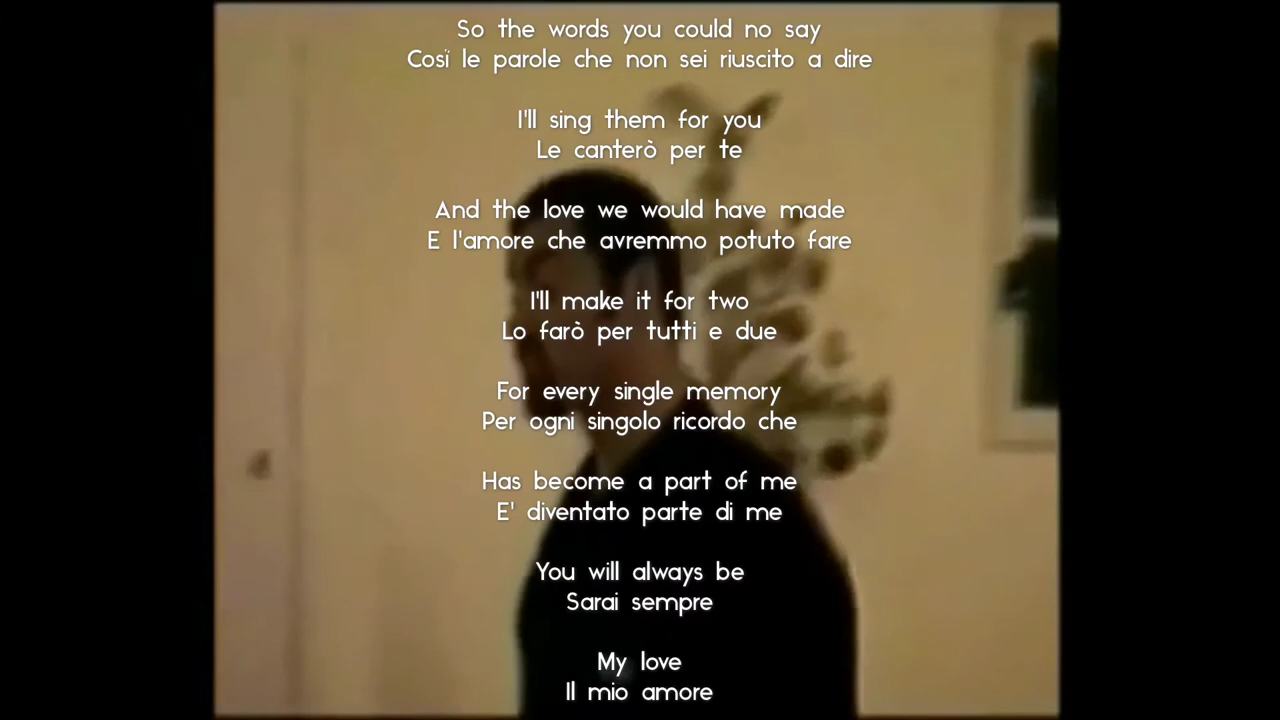 So the words you could no say
Così le parole che non sei riuscito a dire
I'll sing them for you
Le canterò per te
And the love we would have made
E l'amore che avremmo potuto fare
I'll make it for two
Lo farò per tutti e due
For every single memory
Per ogni singolo ricordo che
Has become a part of me
E' diventato parte di me
You will always be
Sarai sempre
My love
Il mio amore